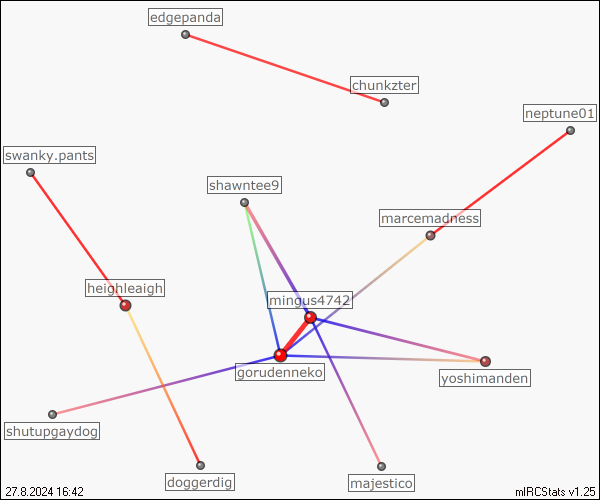 edgepanda
chunkzter
neptune01
swanky.pants
shawntee9
marcemadness
heighleaigh
mingus4742
gorudenneko
yoshimanden
shutupgaydog
doggerdig
majestico
27.8.2024 16:42
mIRCStats v1.25